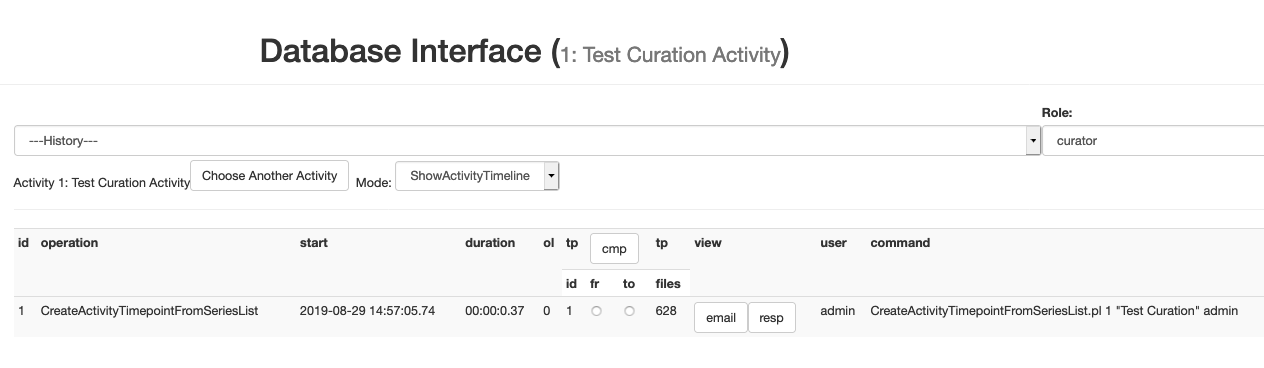 Database Interface (1: Test Curation Activity)
Role:
---History---
curator
Activity 1: Test Curation Activity Choose Another Activity Mode: ShowActivityTimeline
id operation start duration ol tp cmp tp view user command
id fr to files
1 CreateActivityTimepointFromSeriesList 2019-08-29 14:57:05.74 00:00:0.37 0 1 628 email resp admin CreateActivityTimepointFromSeriesList.pl 1 "Test Curation" admin